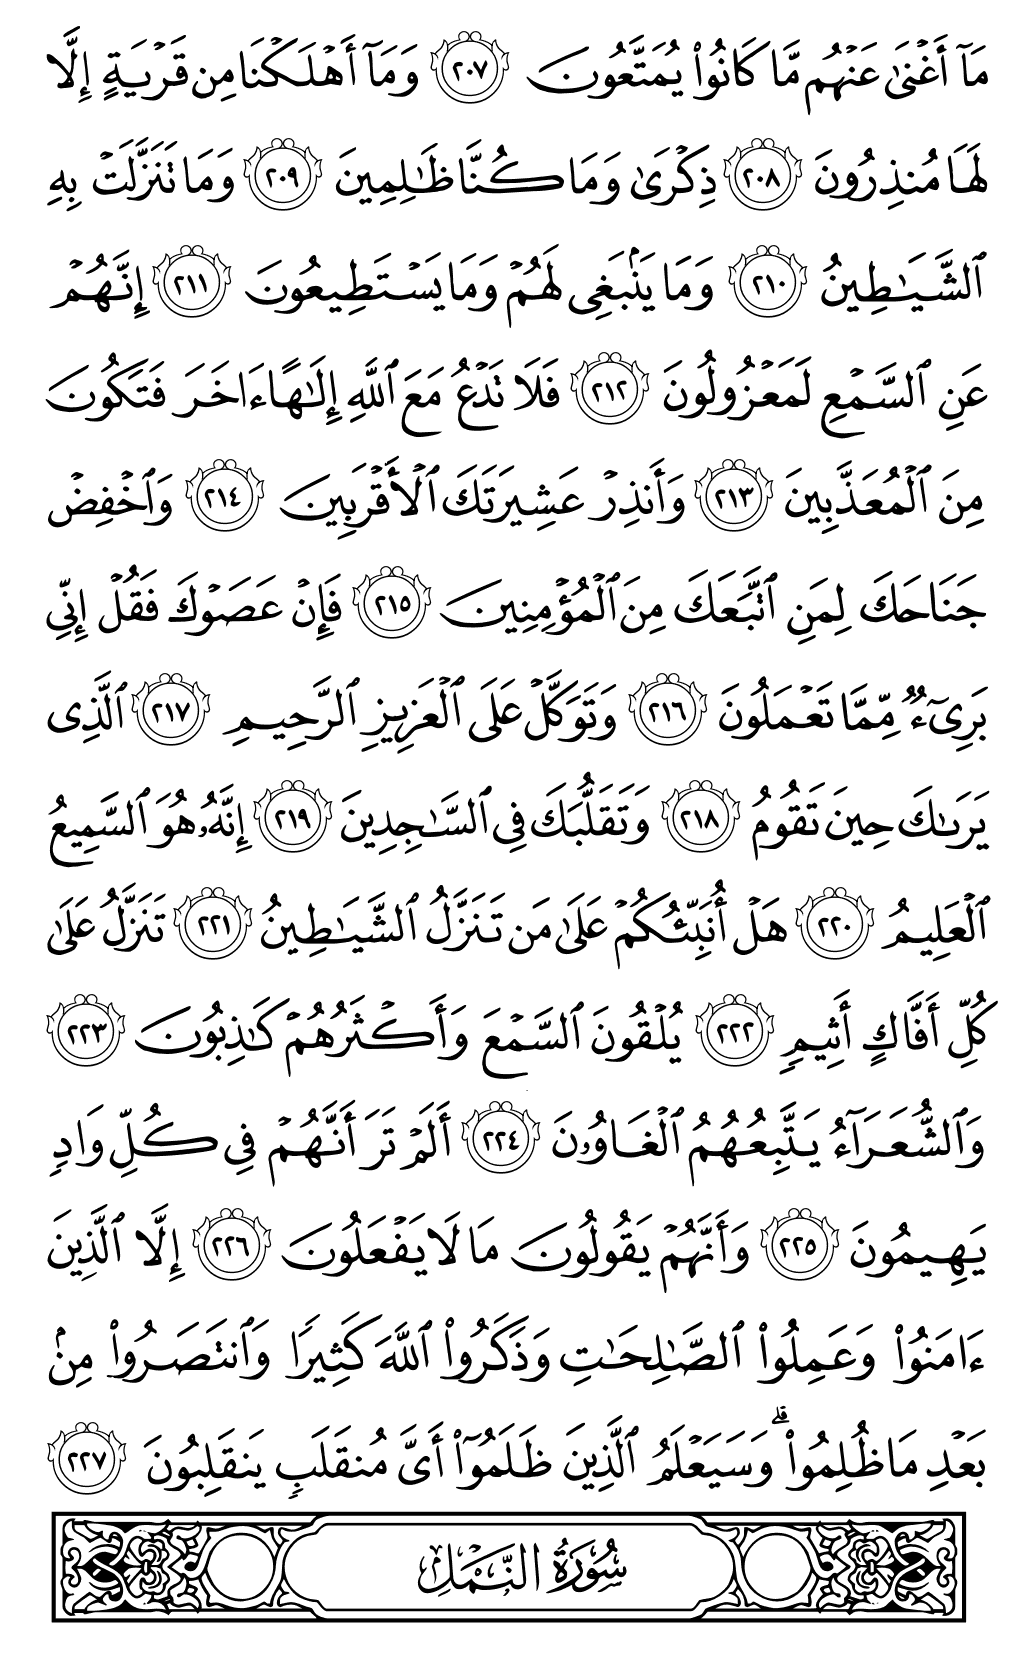 مَآ أَغْنَىٰ عَنْهُم مَّا كَانُوا۟ يُمَتَّعُونَ ٢٠٧ وَمَآ أَهْلَكْنَا مِن قَرْيَةٍ إِلَّا
لَهَا مُنذِرُونَ ٢٠٨ ذِكْرَىٰ وَمَا كُنَّا ظَـٰلِمِينَ ٢٠٩ وَمَا تَنَزَّلَتْ بِهِ
ٱلشَّيَـٰطِينُ ٢١٠ وَمَا يَنۢبَغِى لَهُمْ وَمَا يَسْتَطِيعُونَ ٢١١ إِنَّهُمْ
عَنِ ٱلسَّمْعِ لَمَعْزُولُونَ ٢١٢ فَلَا تَدْعُ مَعَ ٱللَّهِ إِلَـٰهًا ءَاخَرَ فَتَكُونَ
مِنَ ٱلْمُعَذَّبِينَ ٢١٣ وَأَنذِرْ عَشِيرَتَكَ ٱلْأَقْرَبِينَ ٢١٤ وَٱخْفِضْ
جَنَاحَكَ لِمَنِ ٱتَّبَعَكَ مِنَ ٱلْمُؤْمِنِينَ ٢١٥ فَإِنْ عَصَوْكَ فَقُلْ إِنِّى
بَرِىٓءٌ مِّمَّا تَعْمَلُونَ ٢١٦ وَتَوَكَّلْ عَلَى ٱلْعَزِيزِ ٱلرَّحِيمِ ٢١٧ ٱلَّذِى
يَرَىٰكَ حِينَ تَقُومُ ٢١٨ وَتَقَلُّبَكَ فِى ٱلسَّـٰجِدِينَ ٢١٩ إِنَّهُۥ هُوَ ٱلسَّمِيعُ
ٱلْعَلِيمُ ٢٢٠ هَلْ أُنَبِّئُكُمْ عَلَىٰ مَن تَنَزَّلُ ٱلشَّيَـٰطِينُ ٢٢١ تَنَزَّلُ عَلَىٰ
كُلِّ أَفَّاكٍ أَثِيمٍ ٢٢٢ يُلْقُونَ ٱلسَّمْعَ وَأَكْثَرُهُمْ كَـٰذِبُونَ ٢٢٣
وَٱلشُّعَرَآءُ يَتَّبِعُهُمُ ٱلْغَاوُۥنَ ٢٢٤ أَلَمْ تَرَ أَنَّهُمْ فِى كُلِّ وَادٍ
يَهِيمُونَ ٢٢٥ وَأَنَّهُمْ يَقُولُونَ مَا لَا يَفْعَلُونَ ٢٢٦ إِلَّا ٱلَّذِينَ
ءَامَنُوا۟ وَعَمِلُوا۟ ٱلصَّـٰلِحَـٰتِ وَذَكَرُوا۟ ٱللَّهَ كَثِيرًا وَٱنتَصَرُوا۟ مِنۢ
بَعْدِ مَا ظُلِمُوا۟ ۗ وَسَيَعْلَمُ ٱلَّذِينَ ظَلَمُوٓا۟ أَىَّ مُنقَلَبٍ يَنقَلِبُونَ ٢٢٧
سُورَةُ النَّمْلِ